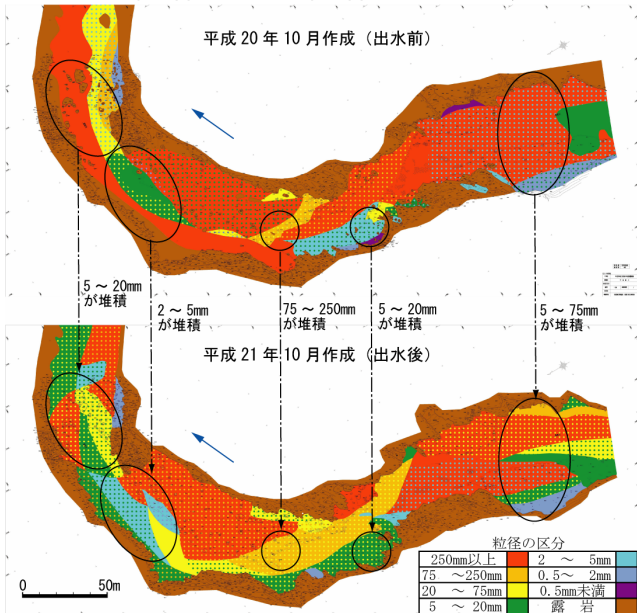 平成20年10月作成（出水前）
5～20mm
が堆積
2～5mm
が堆積
75～250mm
が堆積
5～20mm
が堆積
5～75mm
が堆積
平成21年10月作成（出水後）
0 50m
粒径の区分
250mm以上 2 ～ 5mm
75 ～250mm 0.5～ 2mm
20 ～ 75mm 0.5mm未満
5 ～ 20mm 露 岩